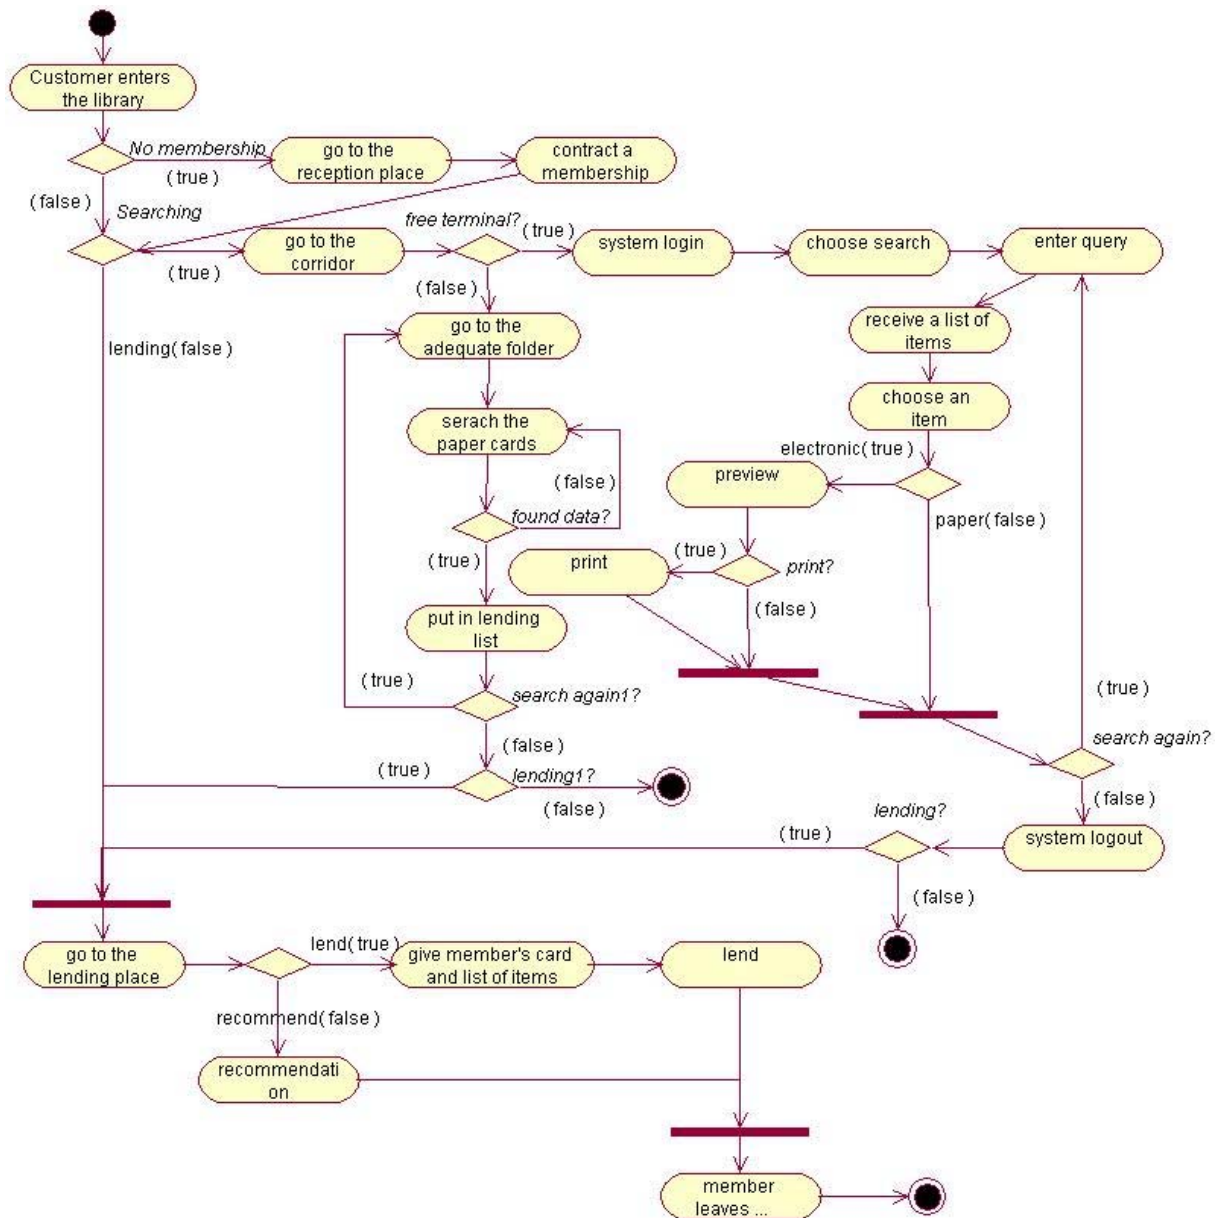 Customer enters
the library
No membership
(true)
go to the
reception place
contract a
membership
(false)
Searching
(true)
go to the
corridor
free terminal?
(true)
system login
choose search
enter query
(false)
go to the
adequate folder
receive a list of
items
lending(false)
choose an
item
serach the
paper cards
electronic(true)
(false)
preview
found data?
paper(false)
(true)
(true)
print
print?
(false)
put in lending
list
(true)
search again1?
(true)
search again?
(false)
(true)
lending1?
(false)
(false)
lending?
(true)
system logout
(false)
go to the
lending place
lend(true)
give member's card
and list of items
lend
recommend(false)
recommendati
on
member
leaves ...